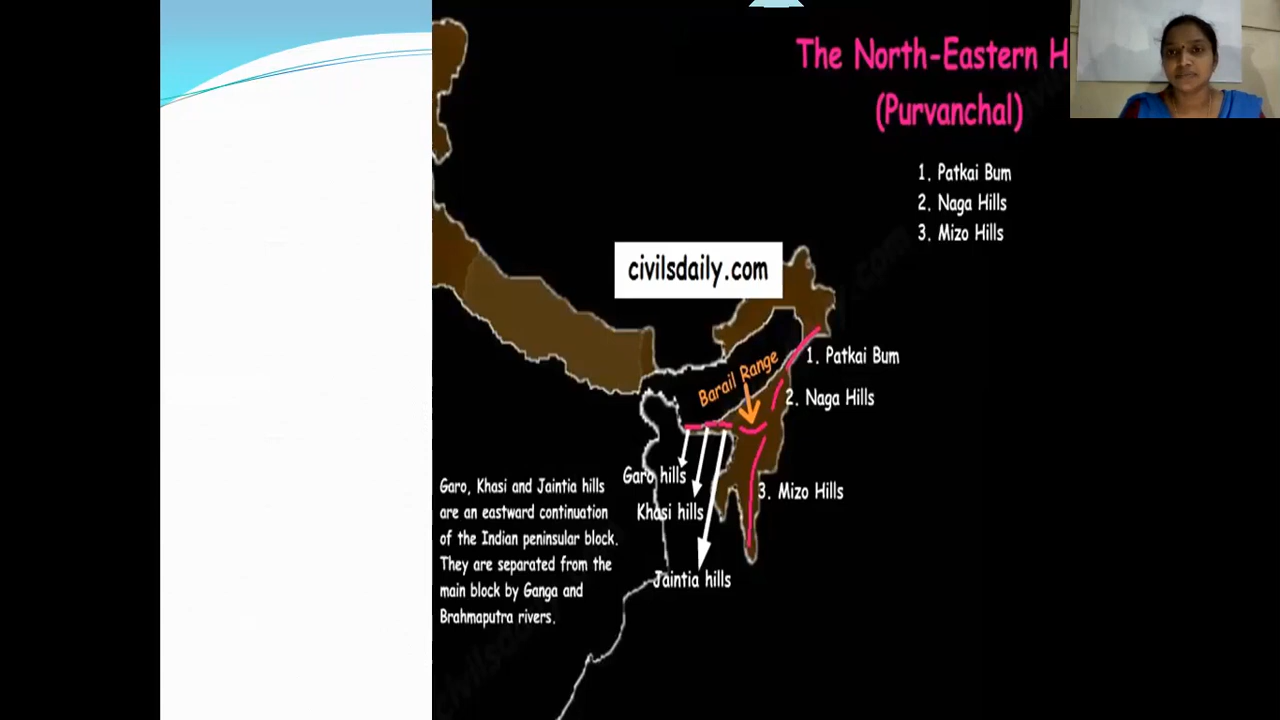 The North-Eastern H
(Purvanchal)
1. Patkai Bum
2. Naga Hills
3. Mizo Hills
civilsdaily.com
Barail Range
1. Patkai Bum
2. Naga Hills
Garo hills
3. Mizo Hills
Khasi hills
Jaintia hills
Garo, Khasi and Jaintia hills
are an eastward continuation
of the Indian peninsular block.
They are separated from the
main block by Ganga and
Brahmaputra rivers.